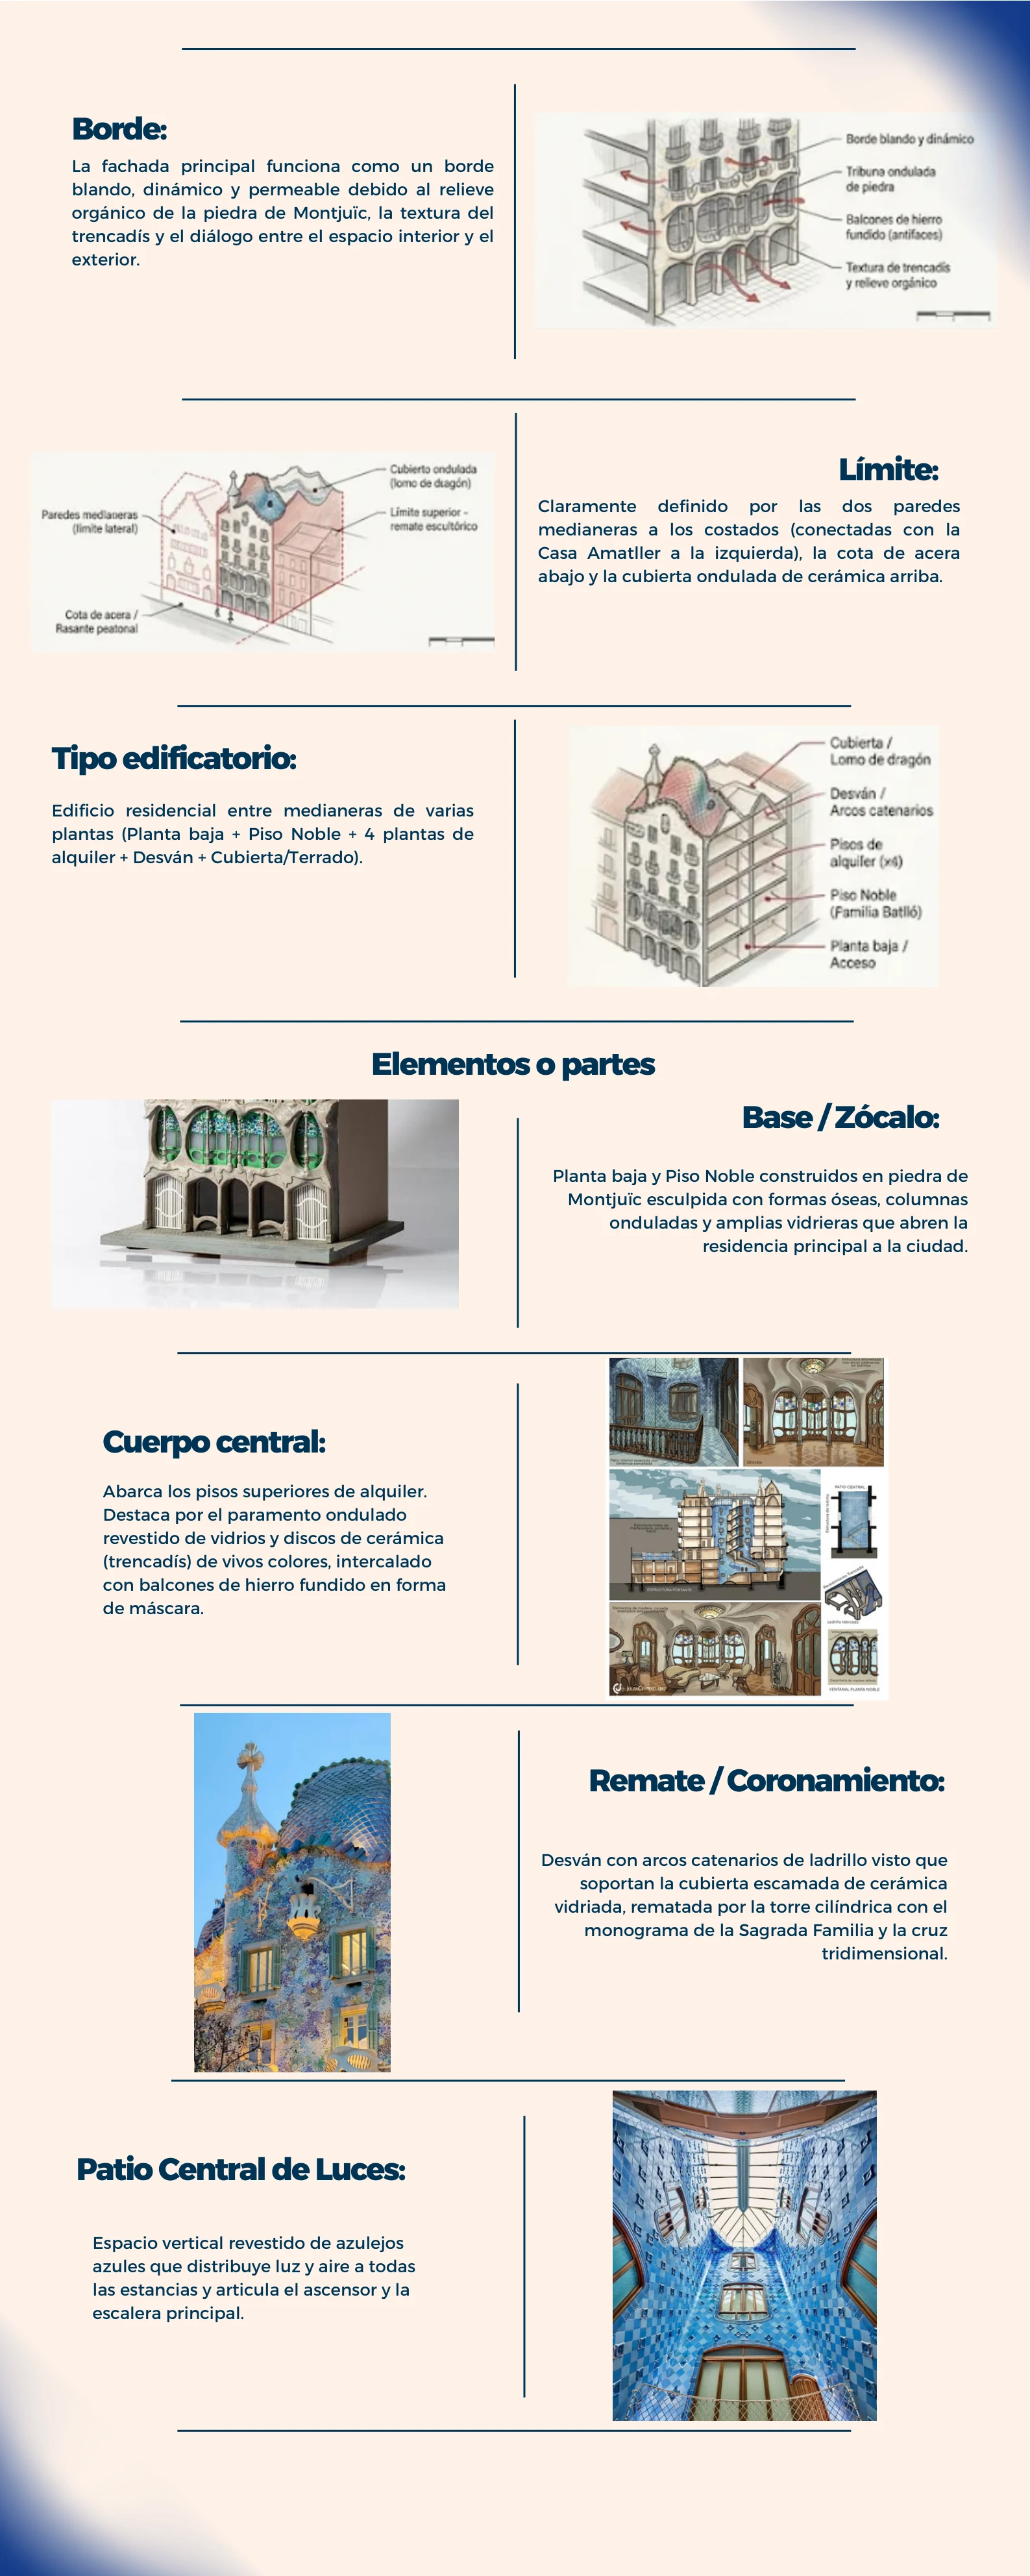 Borde:
La fachada principal funciona como un borde
blando, dinámico y permeable debido al relieve
orgánico de la piedra de Montjuïc, la textura del
trencadís y el diálogo entre el espacio interior y el
exterior.
Borde blando y dinámico
Tribuna ondulada
de piedra
Balcones de hierro
fundido (antifaces)
Textura de trencadís
y relieve orgánico
Cubierto ondulada
(lomo de dragón)
Paredes medianeras
(límite lateral)
Límite superior –
remate escultórico
Cota de acera /
Rasante peatonal
Límite:
Claramente definido por las dos paredes
medianeras a los costados (conectadas con la
Casa Amatller a la izquierda), la cota de acera
abajo y la cubierta ondulada de cerámica arriba.
Tipo edificatorio:
Edificio residencial entre medianeras de varias
plantas (Planta baja + Piso Noble + 4 plantas de
alquiler + Desván + Cubierta/Terrado).
Cubierta /
Lomo de dragón
Desván /
Arcos catenarios
Pisos de
alquifer (x4)
Piso Noble
(Familia Batlló)
Planta baja /
Acceso
Elementos o partes
Base / Zócalo:
Planta baja y Piso Noble construidos en piedra de
Montjuïc esculpida con formas óseas, columnas
onduladas y amplias vidrieras que abren la
residencia principal a la ciudad.
Cuerpo central:
Abarca los pisos superiores de alquiler.
Destaca por el paramento ondulado
revestido de vidrios y discos de cerámica
(trencadís) de vivos colores, intercalado
con balcones de hierro fundido en forma
de máscara.
PATIO CENTRAL
VENTANAL PLANTA NOBLE
Remate / Coronamiento:
Desván con arcos catenarios de ladrillo visto que
soportan la cubierta escamada de cerámica
vidriada, rematada por la torre cilíndrica con el
monograma de la Sagrada Familia y la cruz
tridimensional.
Patio Central de Luces:
Espacio vertical revestido de azulejos
azules que distribuye luz y aire a todas
las estancias y articula el ascensor y la
escalera principal.